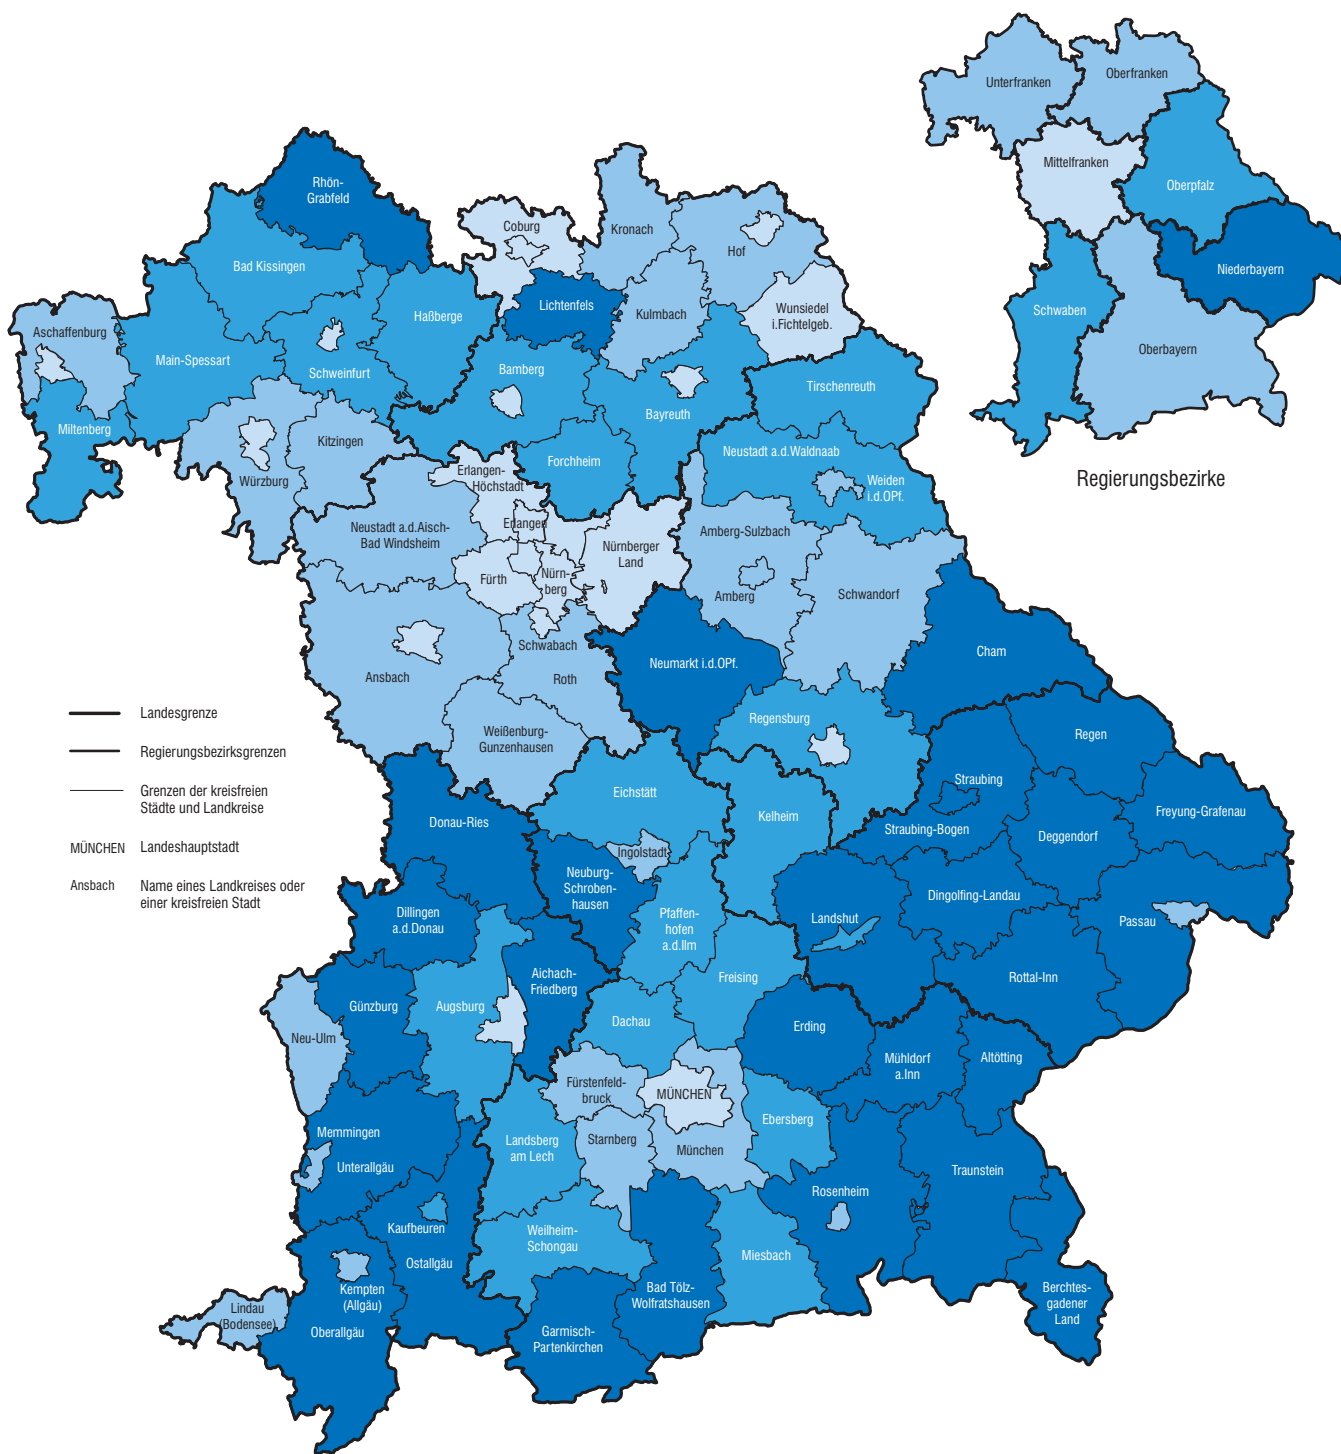 Unterfranken
Oberfranken
Mittelfranken
Oberpfalz
Niederbayern
Schwaben
Oberbayern
Regierungsbezirke
Rhön-
Grabfeld
Coburg
Kronach
Hof
Bad Kissingen
Lichtenfels
Kulmbach
Wunsiedel
i.Fichtelgeb.
Haßberge
Aschaffenburg
Main-Spessart
Schweinfurt
Bamberg
Bayreuth
Tirschenreuth
Miltenberg
Kitzingen
Würzburg
Forchheim
Neustadt a.d.Waldnaab
Weiden
i.d.OPf.
Erlangen-
Höchstadt
Neustadt a.d.Aisch-
Bad Windsheim
Erlangen
Nürnberger
Land
Fürth
Nürn-
berg
Amberg-Sulzbach
Amberg
Schwandorf
Schwabach
Roth
Ansbach
Neumarkt i.d.OPf.
Cham
Weißenburg-
Gunzenhausen
Regensburg
Regen
Landesgrenze
Regierungsbezirksgrenzen
Grenzen der kreisfreien
Städte und Landkreise
MÜNCHEN
Landeshauptstadt
Ansbach
Name eines Landkreises oder
einer kreisfreien Stadt
Eichstätt
Kelheim
Straubing
Straubing-Bogen
Deggendorf
Freyung-Grafenau
Donau-Ries
Ingolstadt
Neuburg-
Schroben-
hausen
Dingolfing-Landau
Dillingen
a.d.Donau
Pfaffen-
hofen
a.d.Ilm
Landshut
Passau
Aichach-
Friedberg
Freising
Rottal-Inn
Günzburg
Augsburg
Dachau
Erding
Neu-Ulm
Mühldorf
a.Inn
Altötting
Fürstenfeld-
bruck
MÜNCHEN
Ebersberg
Memmingen
Unterallgäu
Landsberg
am Lech
Starnberg
München
Traunstein
Rosenheim
Kaufbeuren
Ostallgäu
Weilheim-
Schongau
Miesbach
Kempten
(Allgäu)
Bad Tölz-
Wolfratshausen
Berchtes-
gadener
Land
Lindau
(Bodensee)
Oberallgäu
Garmisch-
Partenkirchen